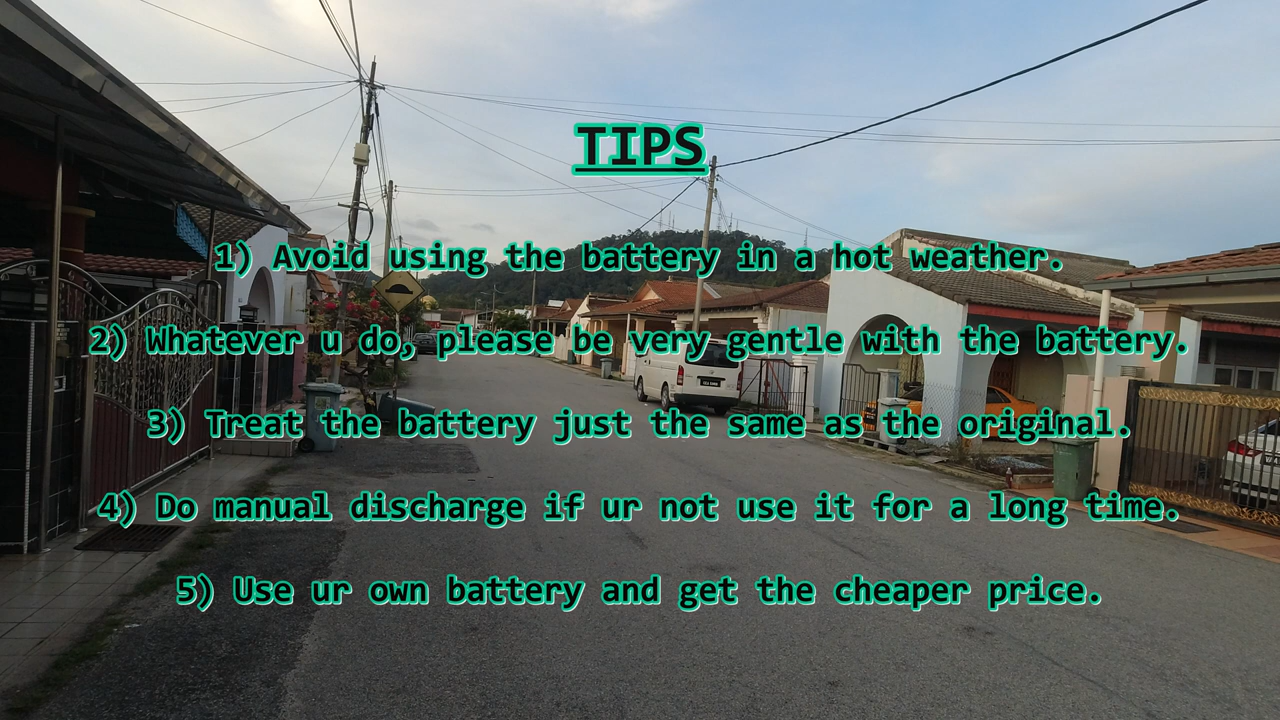 TIPS
1) Avoid using the battery in a hot weather.
2) Whatever u do, please be very gentle with the battery.
3) Treat the battery just the same as the original.
4) Do manual discharge if ur not use it for a long time.
5) Use ur own battery and get the cheaper price.